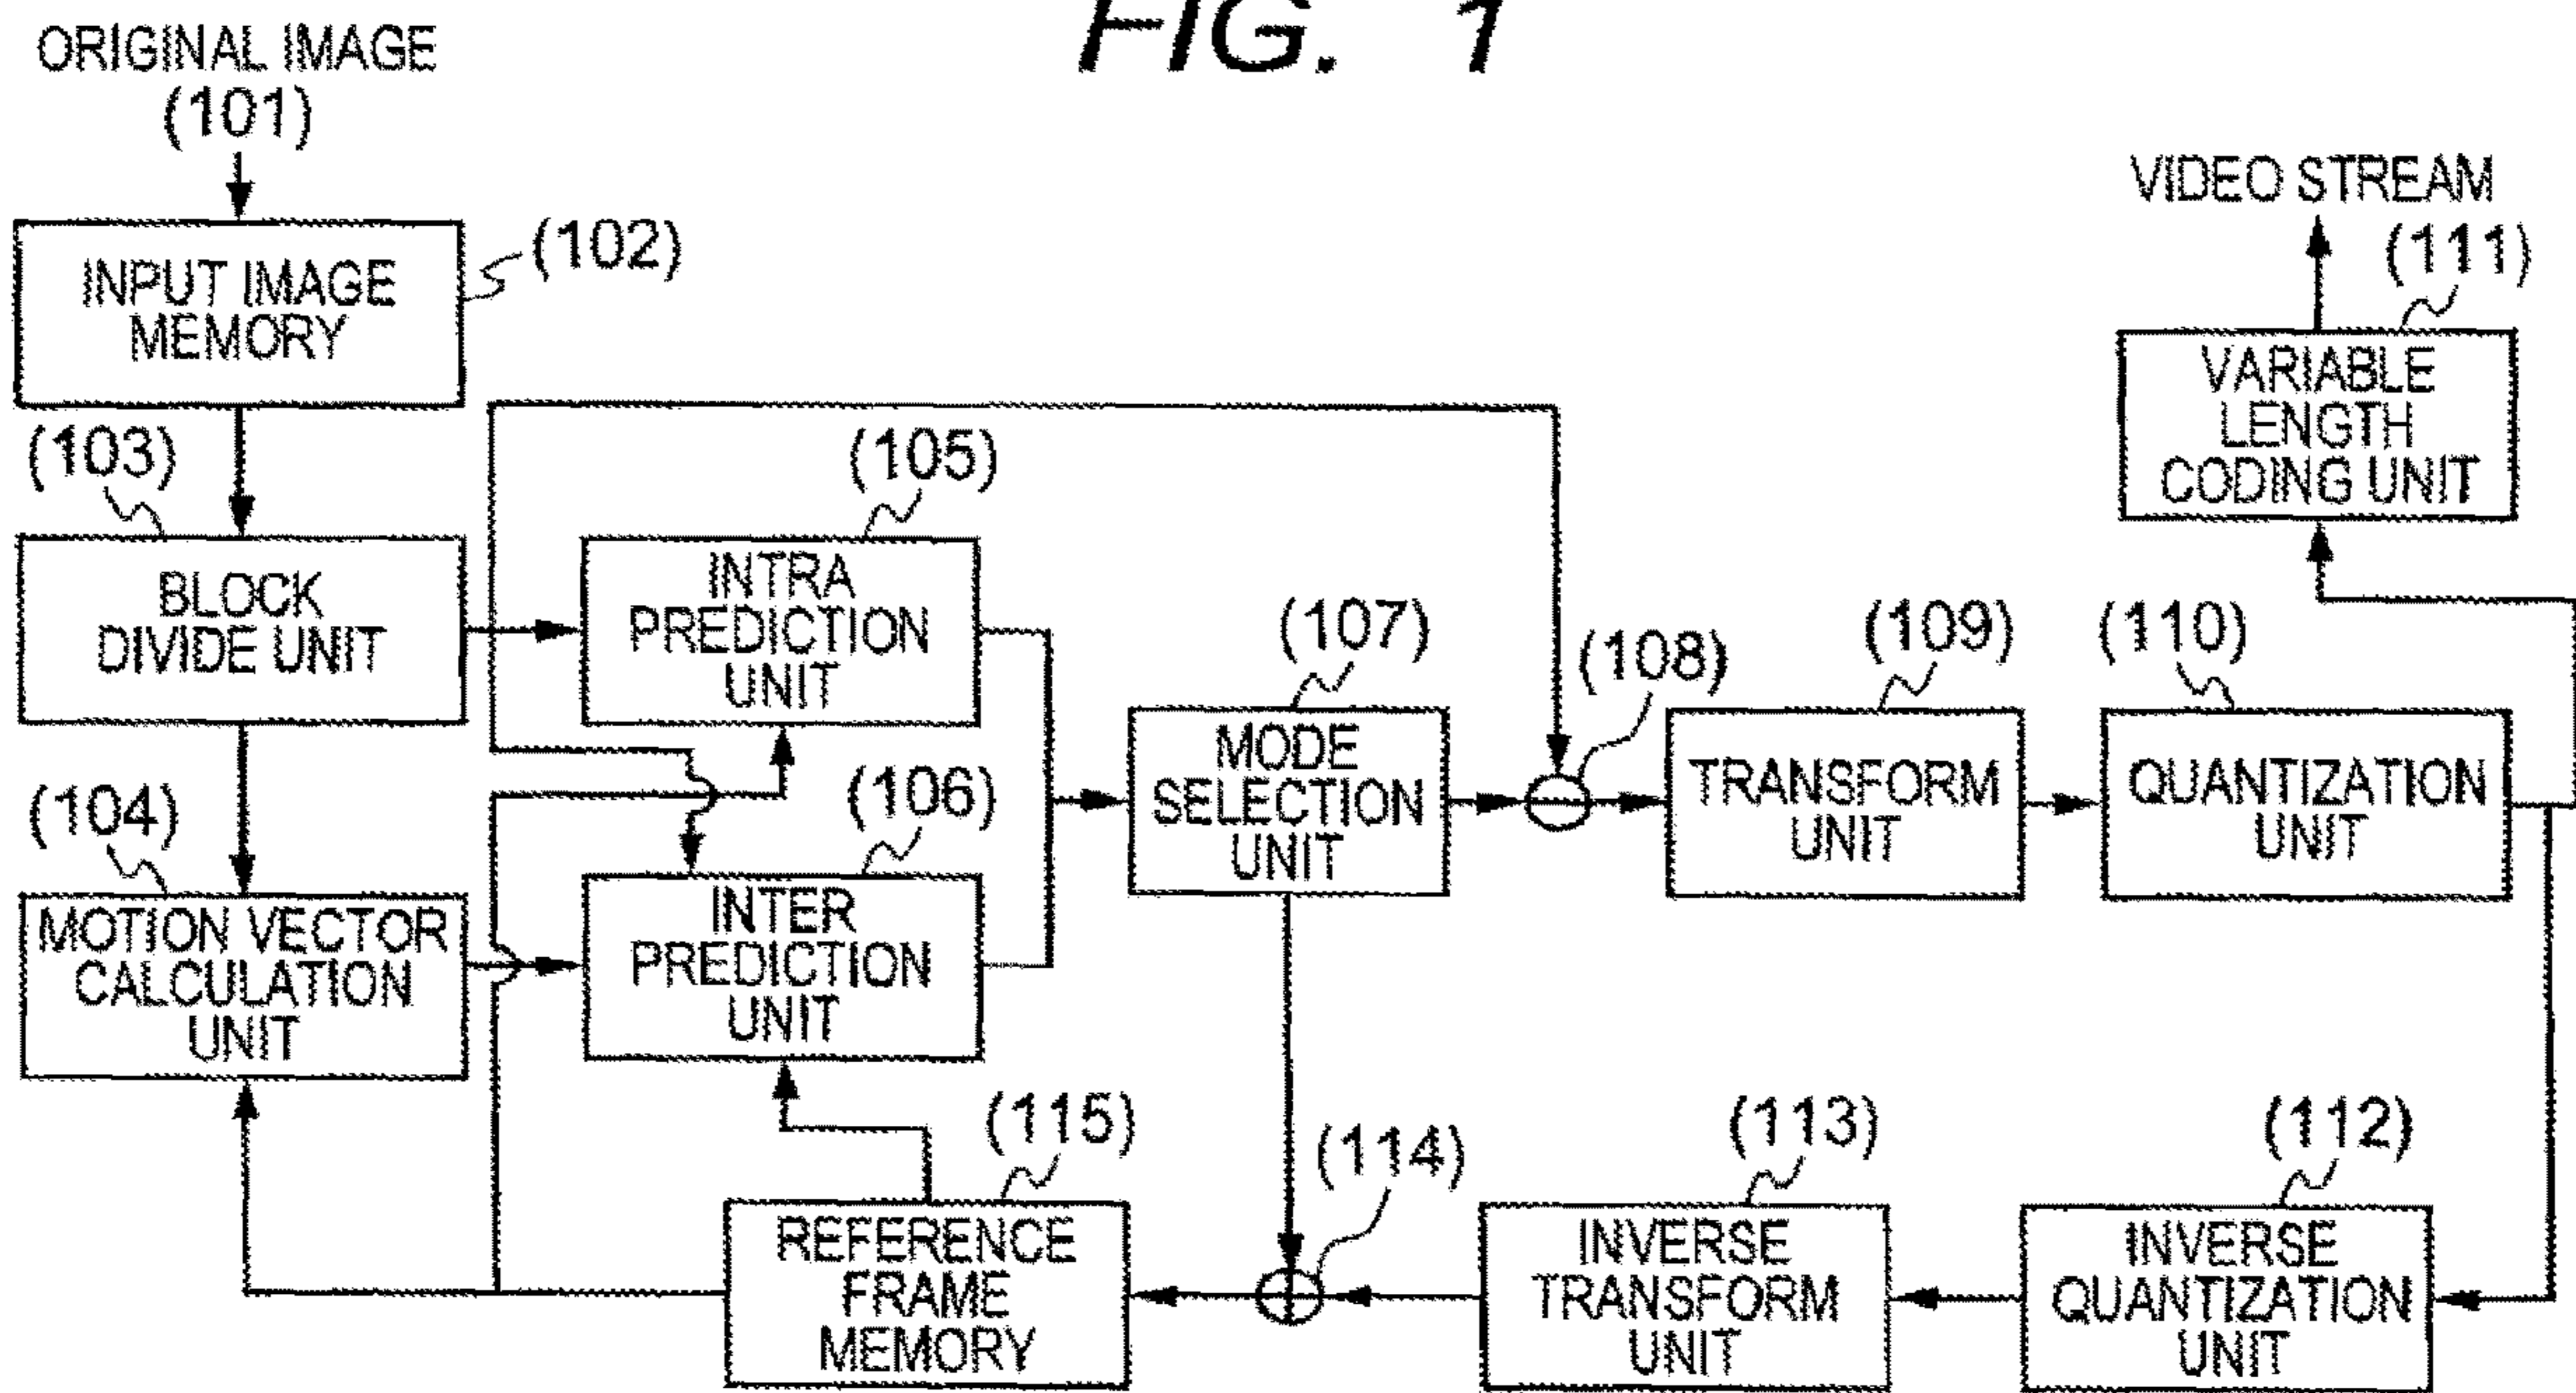 FIG. 1
ORIGINAL IMAGE
(101)
INPUT IMAGE
MEMORY
(102)
VIDEO STREAM
(111)
VARIABLE
LENGTH
CODING UNIT
(103)
BLOCK
DIVIDE UNIT
(105)
INTRA
PREDICTION
UNIT
(104)
MOTION VECTOR
CALCULATION
UNIT
(106)
INTER
PREDICTION
UNIT
(107)
MODE
SELECTION
UNIT
(108)
(109)
TRANSFORM
UNIT
(110)
QUANTIZATION
UNIT
(115)
REFERENCE
FRAME
MEMORY
(114)
(113)
INVERSE
TRANSFORM
UNIT
(112)
INVERSE
QUANTIZATION
UNIT